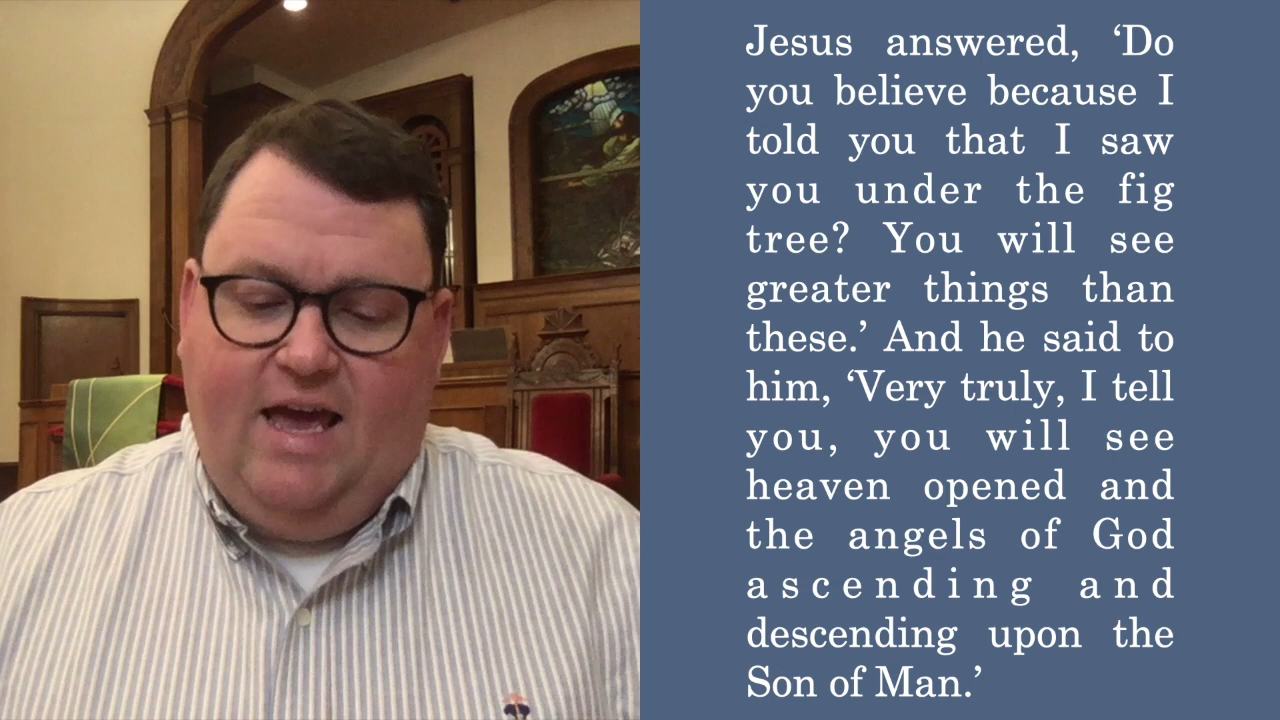 Jesus answered, ‘Do
you believe because I
told you that I saw
you under the fig
tree? You will see
greater things than
these.’ And he said to
him, ‘Very truly, I tell
you, you will see
heaven opened and
the angels of God
ascending and
descending upon the
Son of Man.’